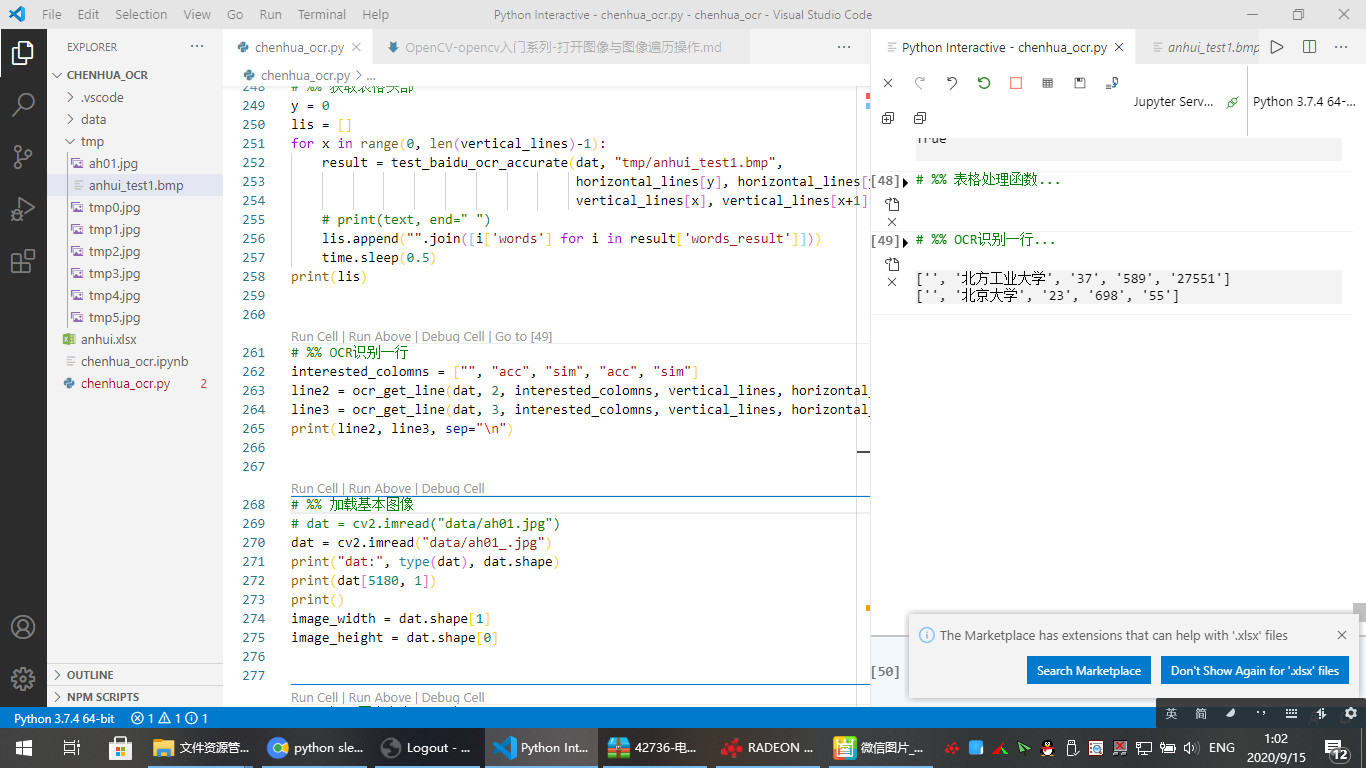 File Edit Selection View Go Run Terminal Help
Python Interactive - chenhua_ocr.py - chenhua_ocr - Visual Studio Code
EXPLORER
CHENHUA_OCR
.vscode
data
tmp
ah01.jpg
anhui_test1.bmp
tmp0.jpg
tmp1.jpg
tmp2.jpg
tmp3.jpg
tmp4.jpg
tmp5.jpg
anhui.xlsx
chenhua_ocr.ipynb
chenhua_ocr.py 2
OUTLINE
NPM SCRIPTS
chenhua_ocr.py
OpenCV-opencv入门系列-打开图像与图像遍历操作.md
chenhua_ocr.py > ...
248 # %% 获取表格头部
249 y = 0
250 lis = []
251 for x in range(0, len(vertical_lines)-1):
252 result = test_baidu_ocr_accurate(dat, "tmp/anhui_test1.bmp",
253 horizontal_lines[y], horizontal_lines[y
254 vertical_lines[x], vertical_lines[x+1]
255 # print(text, end=" ")
256 lis.append("".join([i['words'] for i in result['words_result']]))
257 time.sleep(0.5)
258 print(lis)
259
260
Run Cell | Run Above | Debug Cell | Go to [49]
261 # %% OCR识别一行
262 interested_colomns = ["", "acc", "sim", "acc", "sim"]
263 line2 = ocr_get_line(dat, 2, interested_colomns, vertical_lines, horizontal_
264 line3 = ocr_get_line(dat, 3, interested_colomns, vertical_lines, horizontal_
265 print(line2, line3, sep="\n")
266
267
Run Cell | Run Above | Debug Cell
268 # %% 加载基本图像
269 # dat = cv2.imread("data/ah01.jpg")
270 dat = cv2.imread("data/ah01_.jpg")
271 print("dat:", type(dat), dat.shape)
272 print(dat[5180, 1])
273 print()
274 image_width = dat.shape[1]
275 image_height = dat.shape[0]
276
277
Run Cell | Run Above | Debug Cell
Python Interactive - chenhua_ocr.py
anhui_test1.bmp
Jupyter Serv...
Python 3.7.4 64-...
True
[48] # %% 表格处理函数...
[49] # %% OCR识别一行...
['', '北方工业大学', '37', '589', '27551']
['', '北京大学', '23', '698', '55']
[50]
The Marketplace has extensions that can help with '.xlsx' files
Search Marketplace
Don't Show Again for '.xlsx' files
Python 3.7.4 64-bit 1 1 1
英 简
文件资源管...
python sle...
Logout - ...
Python Int...
42736-电...
RADEON ...
微信图片_...
ENG
1:02
2020/9/15
12